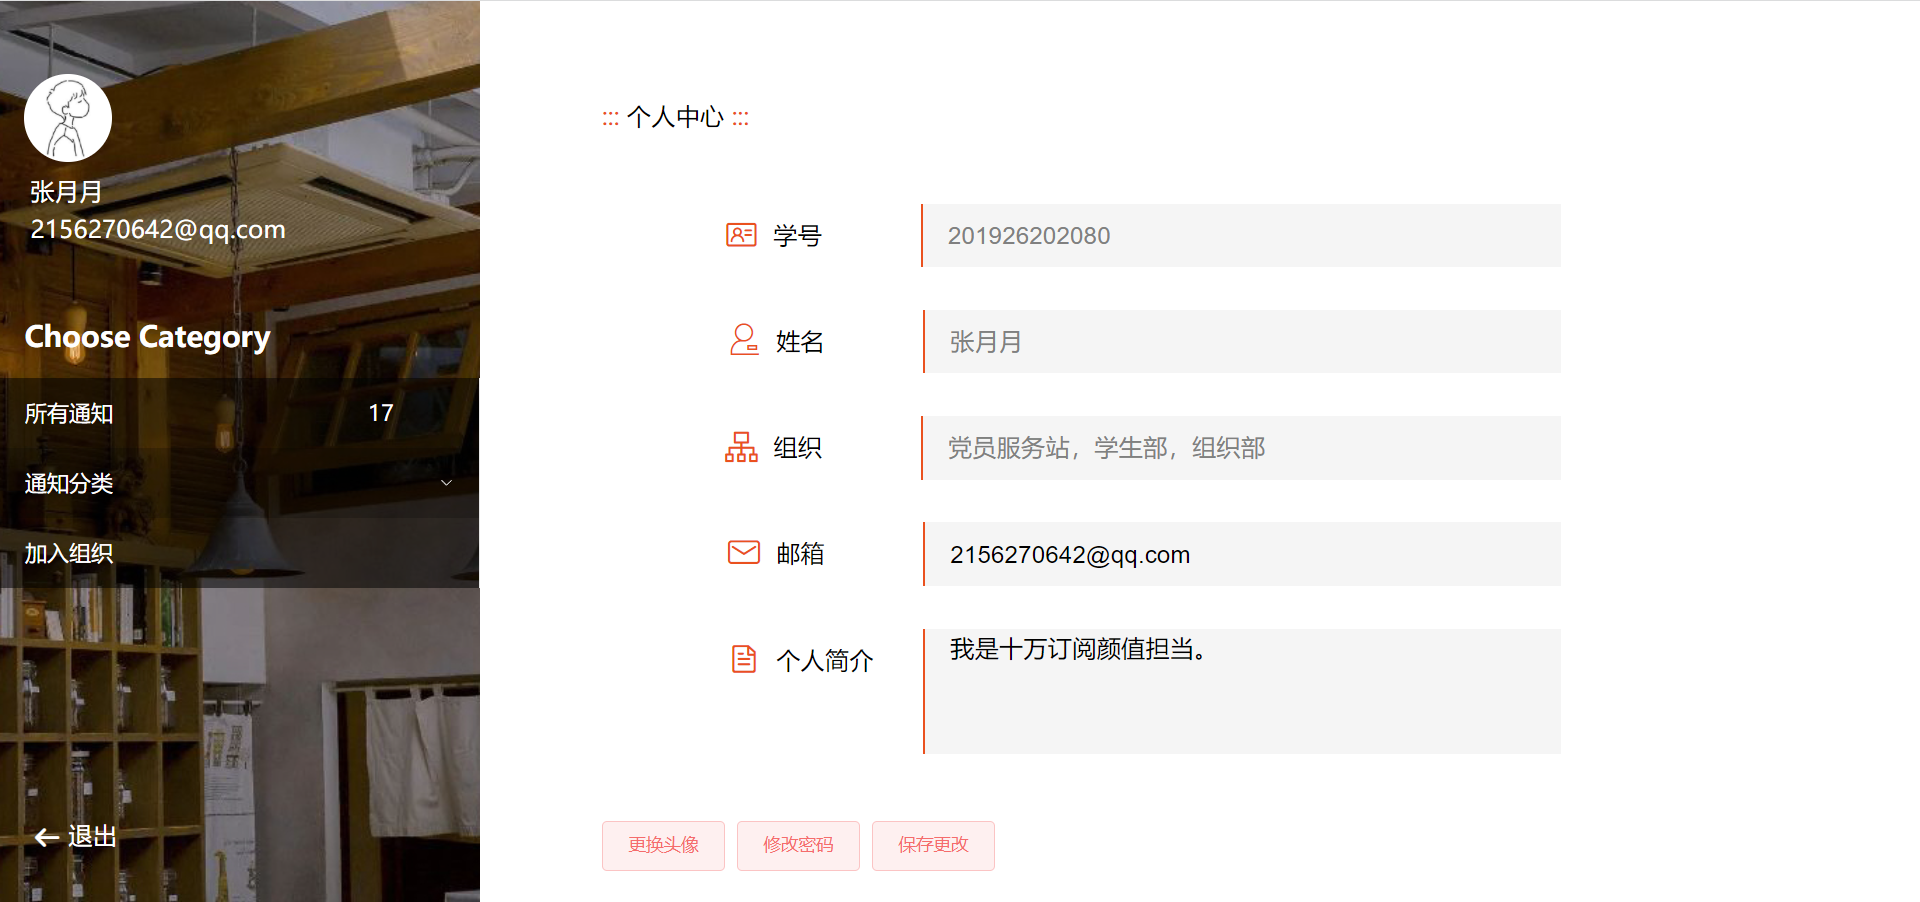 张月月
2156270642@qq.com
Choose Category
所有通知 17
通知分类
加入组织
退出
::: 个人中心 :::
学号 201926202080
姓名 张月月
组织 党员服务站，学生部，组织部
邮箱 2156270642@qq.com
个人简介 我是十万订阅颜值担当。
更换头像 修改密码 保存更改